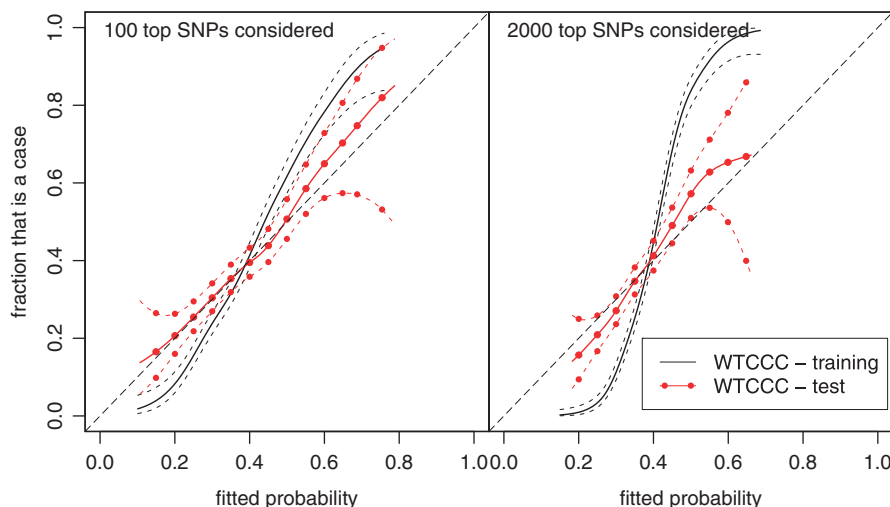 100 top SNPs considered
2000 top SNPs considered
fraction that is a case
1.0
0.8
0.6
0.4
0.2
0.0
WTCCC – training
WTCCC – test
0.0 0.2 0.4 0.6 0.8 1.0
0.0 0.2 0.4 0.6 0.8 1.0
fitted probability
fitted probability